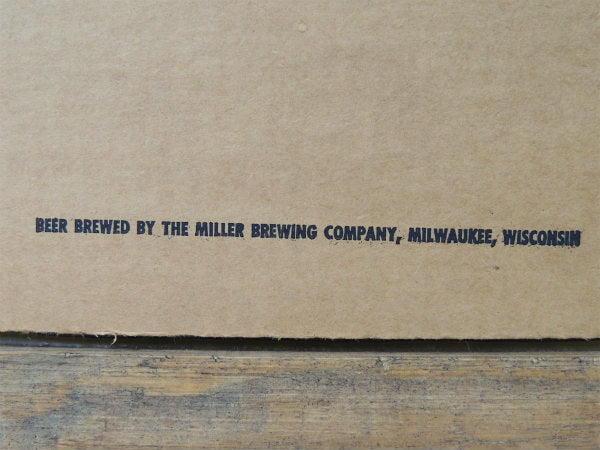 BEER BREWED BY THE MILLER BREWING COMPANY, MILWAUKEE, WISCONSIN